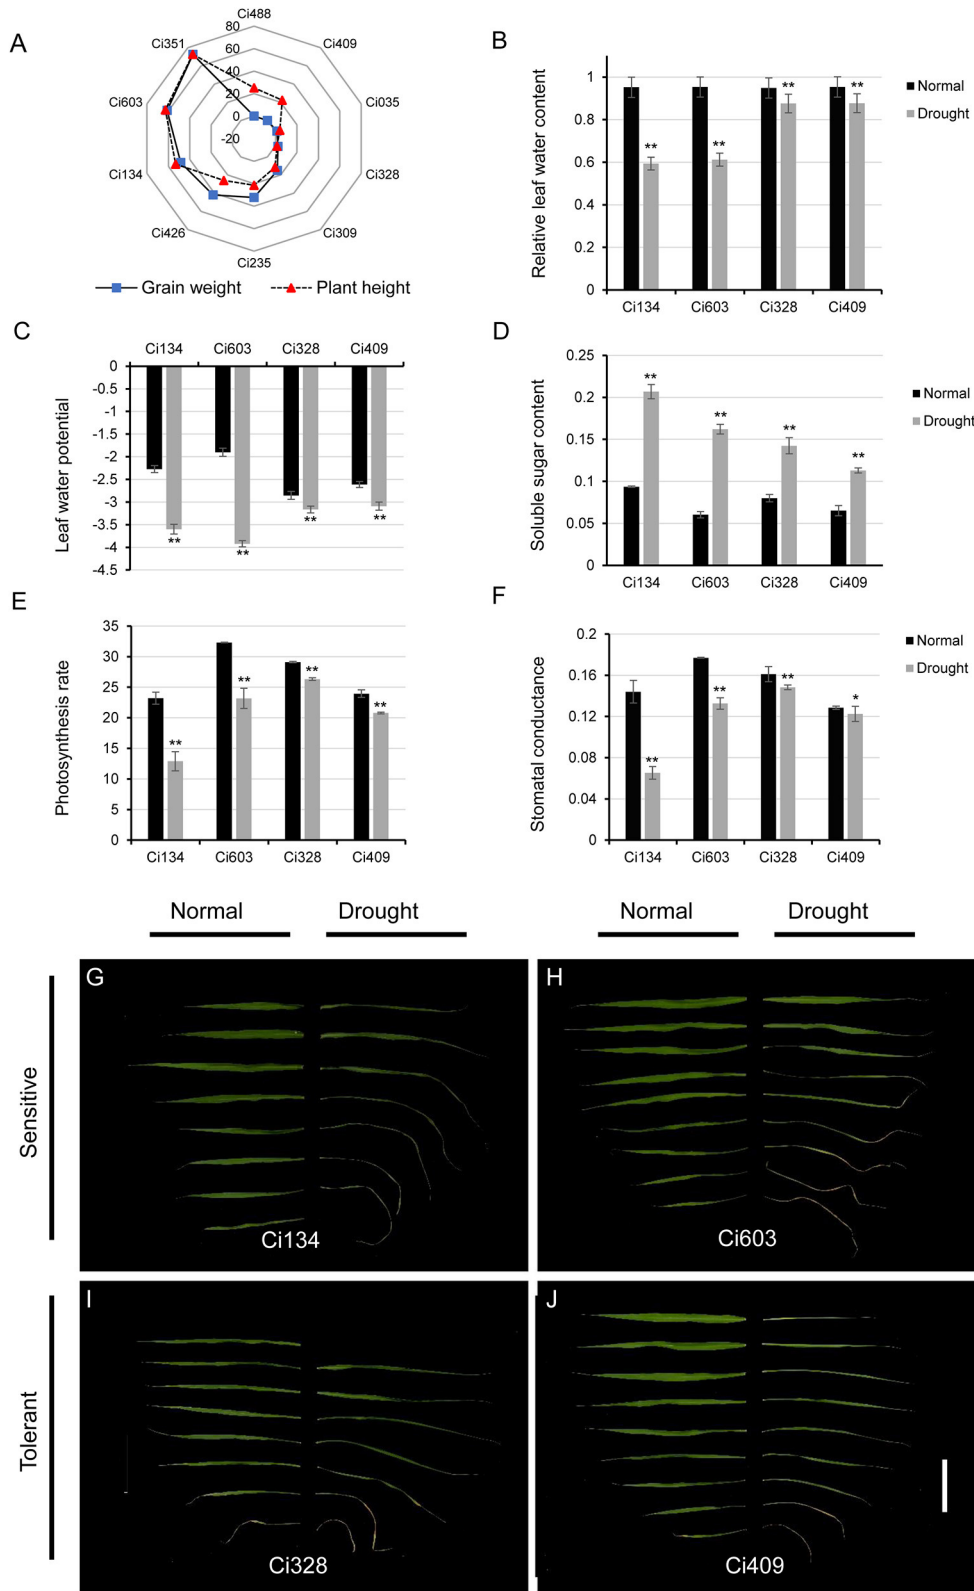 A
Ci488
Ci409
Ci035
Ci328
Ci309
Ci235
Ci426
Ci134
Ci603
Ci351
80
60
40
20
0
-20
Grain weight
Plant height
B
Relative leaf water content
1
0.8
0.6
0.4
0.2
0
** ** ** **
Ci134 Ci603 Ci328 Ci409
Normal
Drought
C
Ci134 Ci603 Ci328 Ci409
Leaf water potential
0
-0.5
-1
-1.5
-2
-2.5
-3
-3.5
-4
-4.5
** ** ** **
D
Soluble sugar content
0.25
0.2
0.15
0.1
0.05
0
** ** ** **
Ci134 Ci603 Ci328 Ci409
Normal
Drought
E
Photosynthesis rate
35
30
25
20
15
10
5
0
** ** ** **
Ci134 Ci603 Ci328 Ci409
F
Stomatal conductance
0.2
0.16
0.12
0.08
0.04
0
** ** ** *
Ci134 Ci603 Ci328 Ci409
Normal
Drought
Normal Drought Normal Drought
Sensitive
G
Ci134
H
Ci603
Tolerant
I
Ci328
J
Ci409